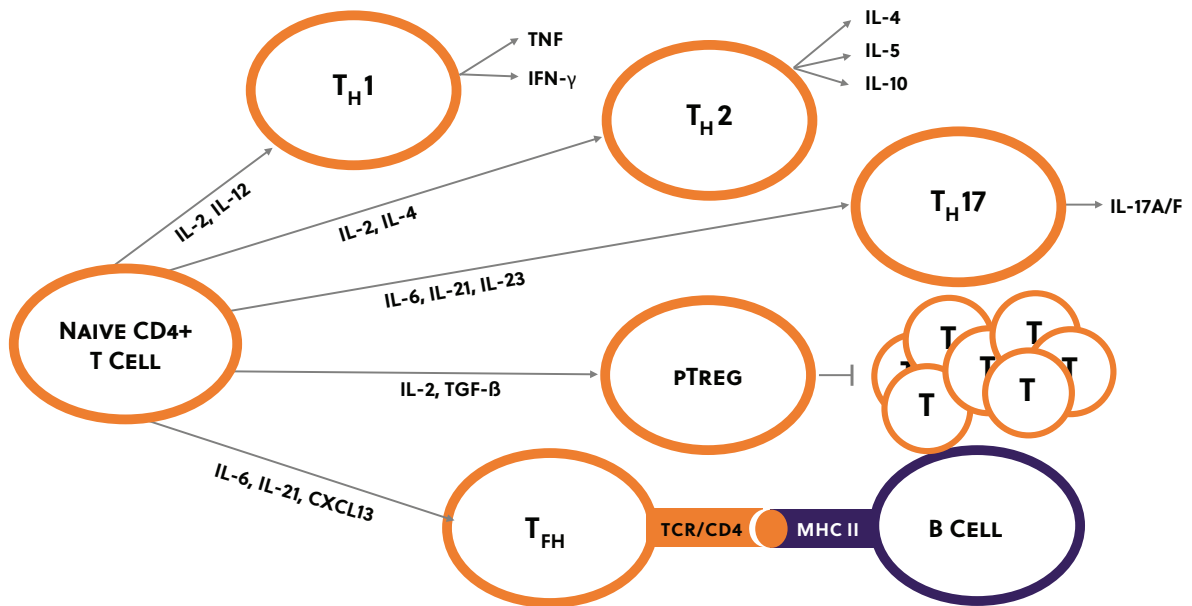 TNF
IFN-γ
TH1
IL-4
IL-5
IL-10
TH2
IL-2, IL-12
IL-2, IL-4
TH17
IL-17A/F
IL-6, IL-21, IL-23
NAIVE CD4+
T CELL
IL-2, TGF-ß
PTREG
T
T
T
T
T
T
T
IL-6, IL-21, CXCL13
TFH
TCR/CD4
MHC II
B CELL